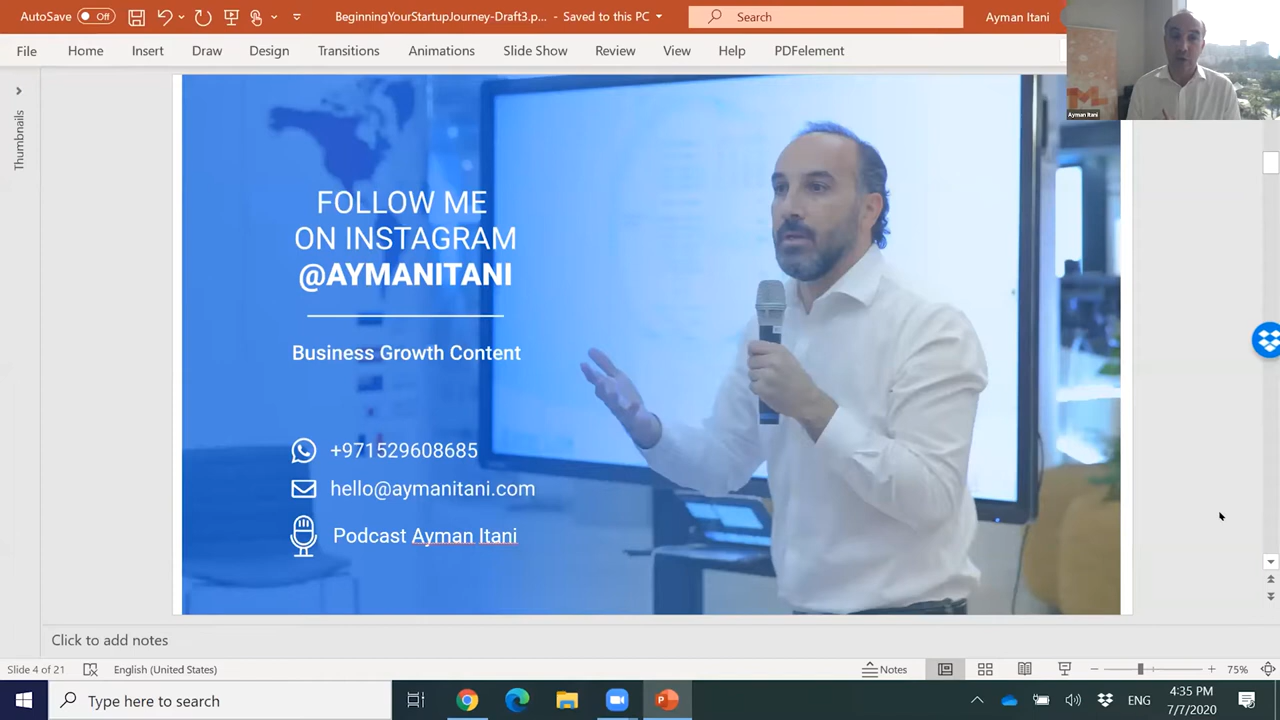 AutoSave Off
BeginningYourStartupJourney-Draft3.p... - Saved to this PC
Search
Ayman Itani
File Home Insert Draw Design Slide Show Transitions Animations Review View Help PDFelement
Ayman Itani
Thumbnails
FOLLOW ME
ON INSTAGRAM
@AYMANITANI
Business Growth Content
+971529608685
hello@aymanitani.com
Podcast Ayman Itani
Click to add notes
Slide 4 of 21 English (United States) Notes 75%
Type here to search
ENG
4:35 PM
7/7/2020